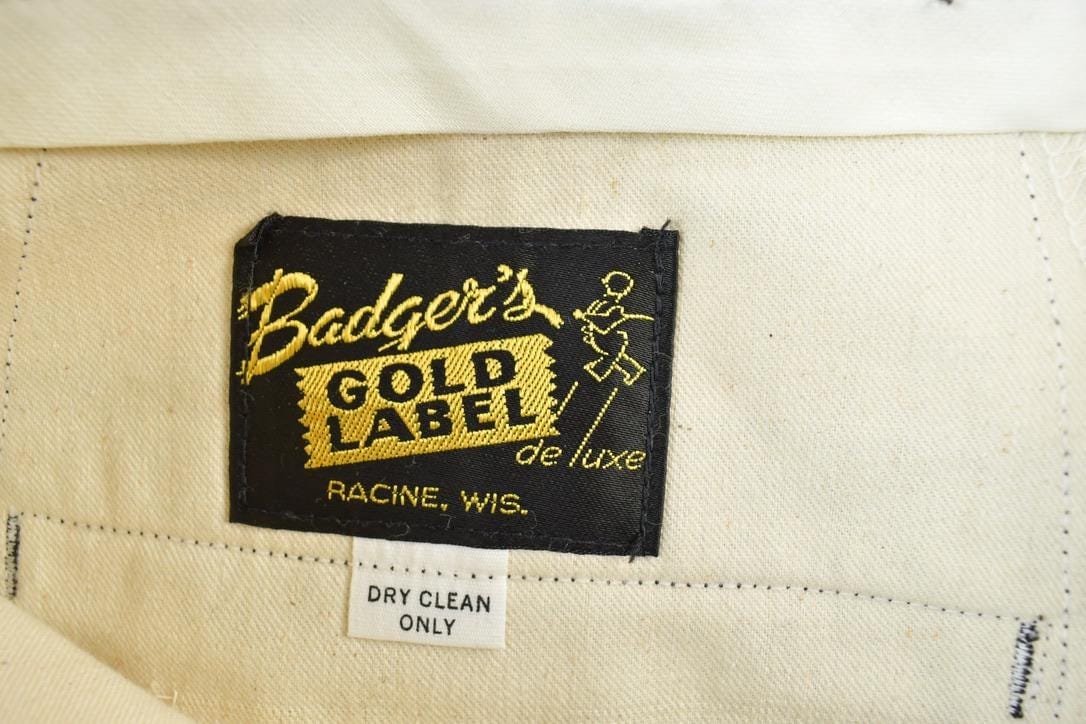 Badger's
GOLD
LABEL
de luxe
RACINE, WIS.
DRY CLEAN
ONLY